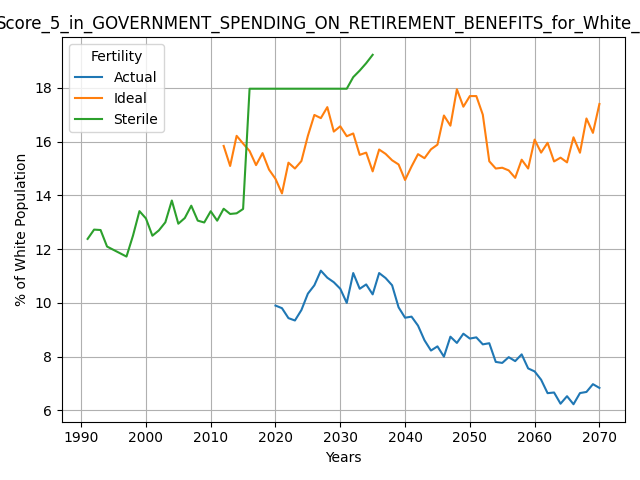 Score_5_in_GOVERNMENT_SPENDING_ON_RETIREMENT_BENEFITS_for_White_
Fertility
Actual
Ideal
Sterile
% of White Population
18
16
14
12
10
8
6
1990
2000
2010
2020
2030
2040
2050
2060
2070
Years